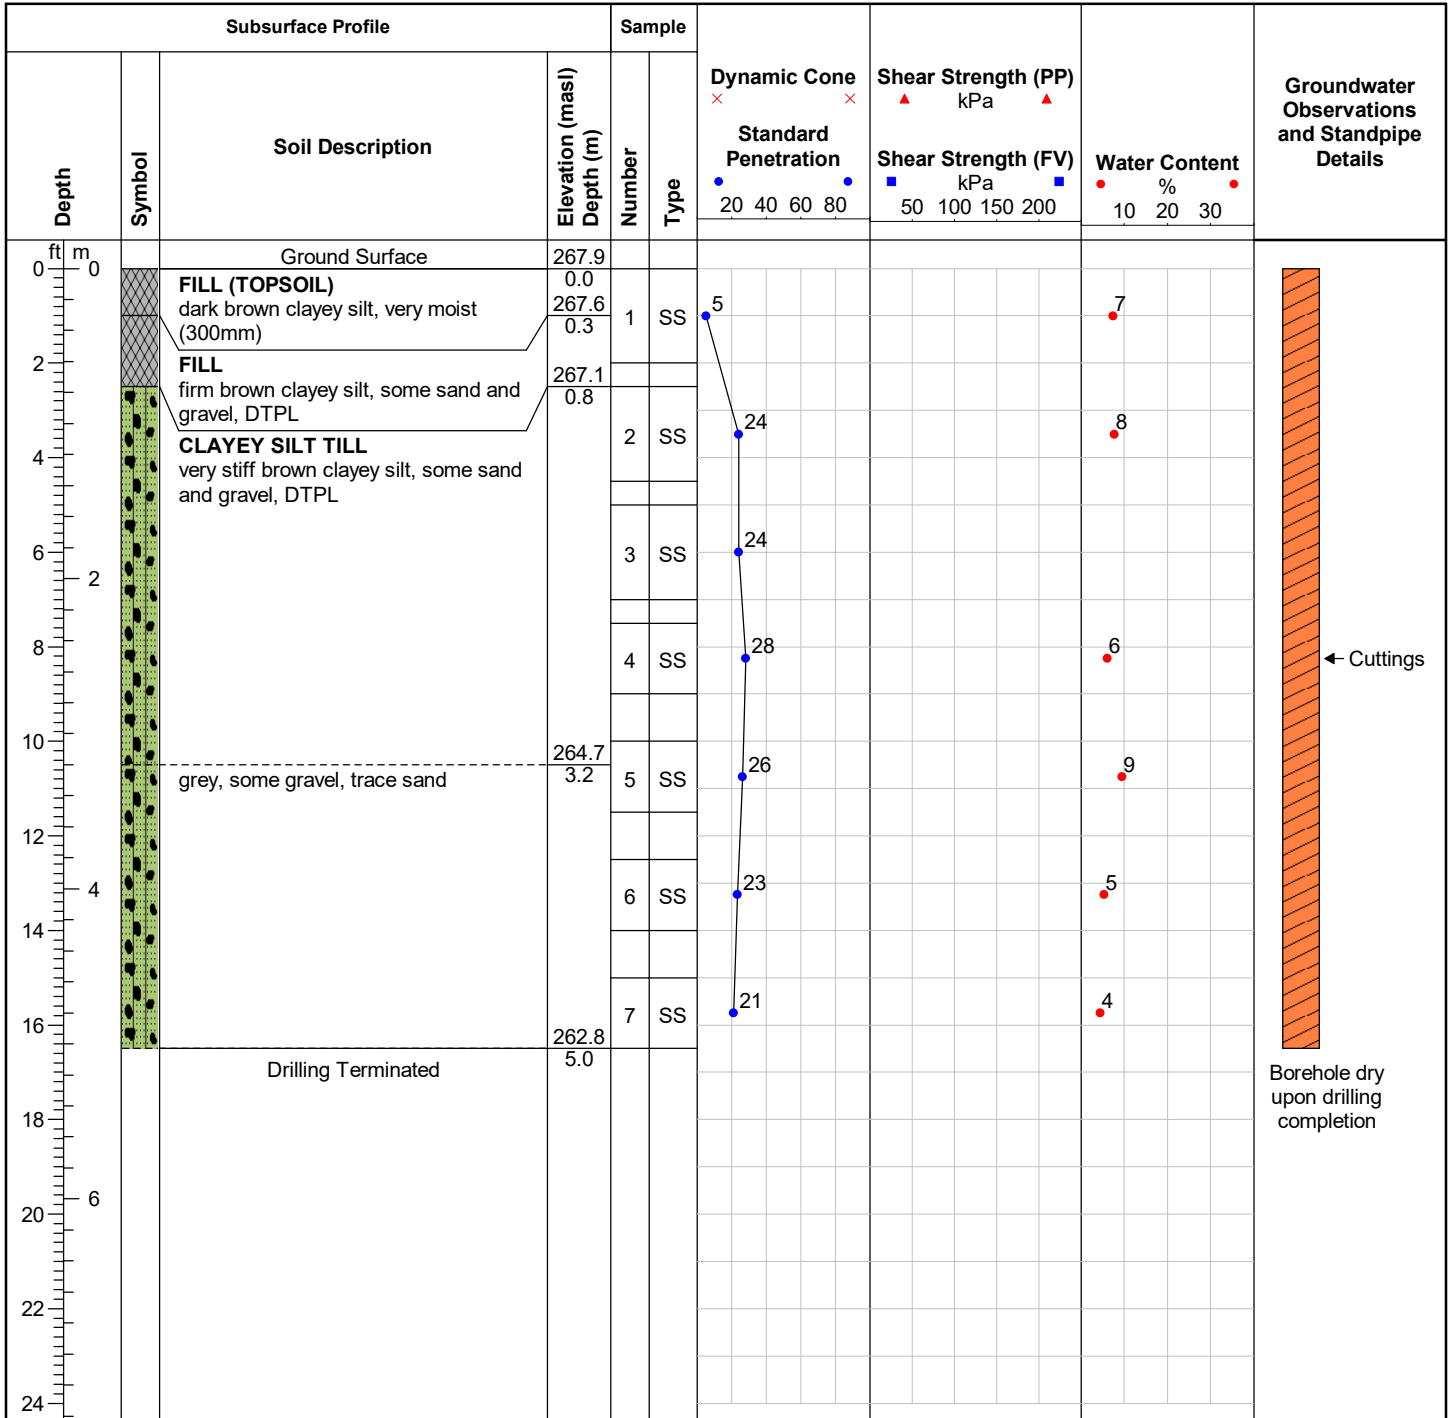 Subsurface Profile
Sample
Depth
Symbol
Soil Description
Elevation (masl)
Depth (m)
Number
Type
Dynamic Cone
Standard
Penetration
20 40 60 80
Shear Strength (PP)
kPa
Shear Strength (FV)
kPa
50 100 150 200
Water Content
%
10 20 30
Groundwater
Observations
and Standpipe
Details
ft m
Ground Surface
267.9
0 0
0.0
FILL (TOPSOIL)
dark brown clayey silt, very moist
(300mm)
267.6
0.3
1 SS
5
7
2
FILL
firm brown clayey silt, some sand and
gravel, DTPL
267.1
0.8
2 SS
24
8
CLAYEY SILT TILL
very stiff brown clayey silt, some sand
and gravel, DTPL
4
3 SS
24
6
2
8
4 SS
28
6
Cuttings
10
264.7
3.2
grey, some gravel, trace sand
5 SS
26
9
12
4
6 SS
23
5
14
7 SS
21
4
16
262.8
5.0
Drilling Terminated
Borehole dry
upon drilling
completion
18
6
20
22
24